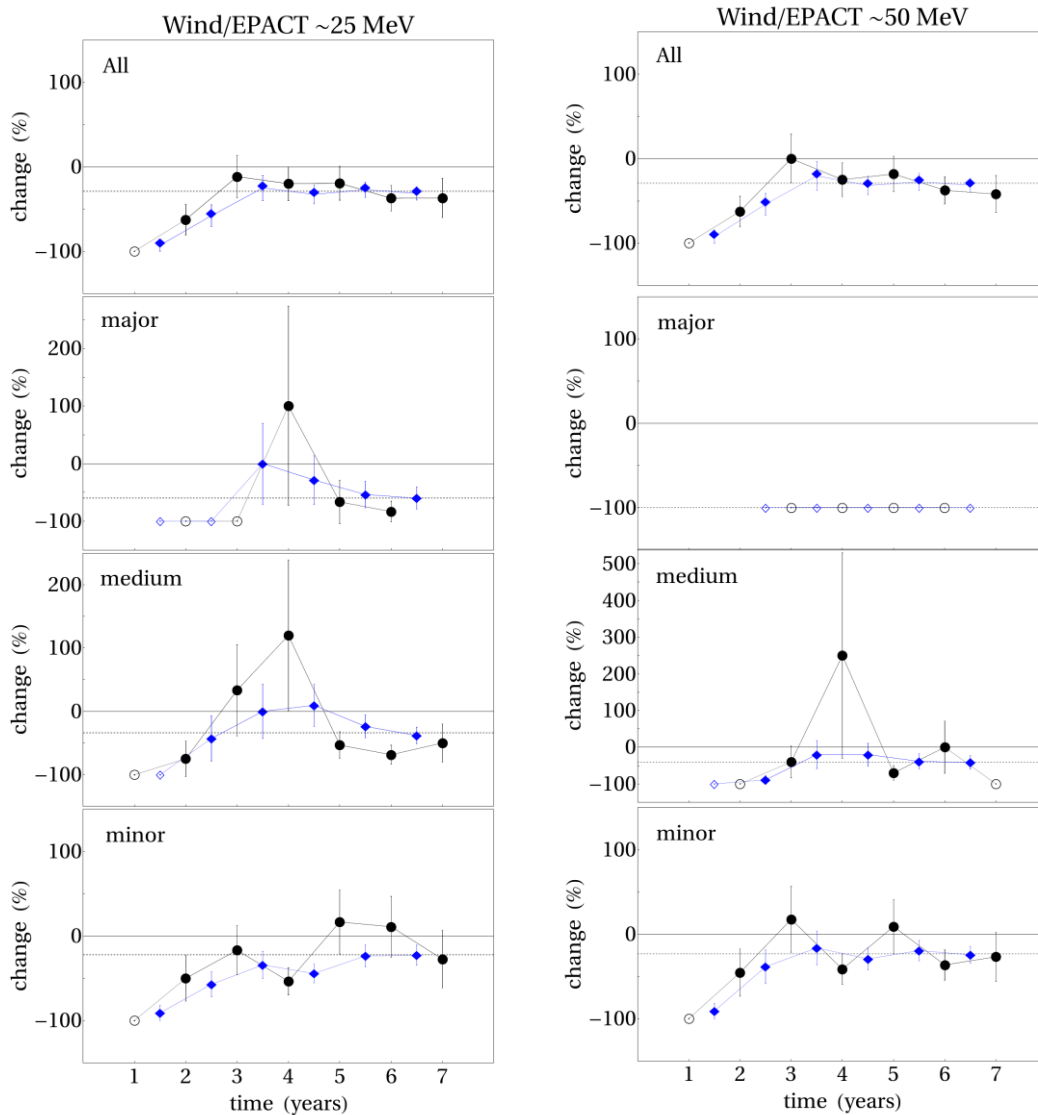 Wind/EPACT ~25 MeV
All
change (%)
100
0
−100
major
change (%)
200
100
0
−100
medium
change (%)
200
100
0
−100
minor
change (%)
100
0
−100
1 2 3 4 5 6 7
time (years)
Wind/EPACT ~50 MeV
All
change (%)
100
0
−100
major
change (%)
100
0
−100
medium
change (%)
500
400
300
200
100
0
−100
minor
change (%)
100
0
−100
1 2 3 4 5 6 7
time (years)